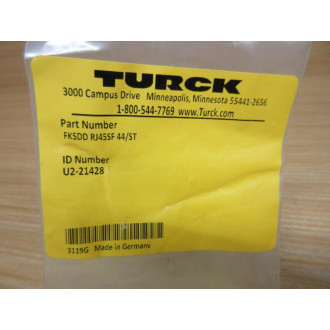 TURCK
3000 Campus Drive Minneapolis, Minnesota 55441-2656
1-800-544-7769 www.Turck.com
Part Number
FKSDD RJ45SF 44/5T
ID Number
U2-21428
3119G Made in Germany